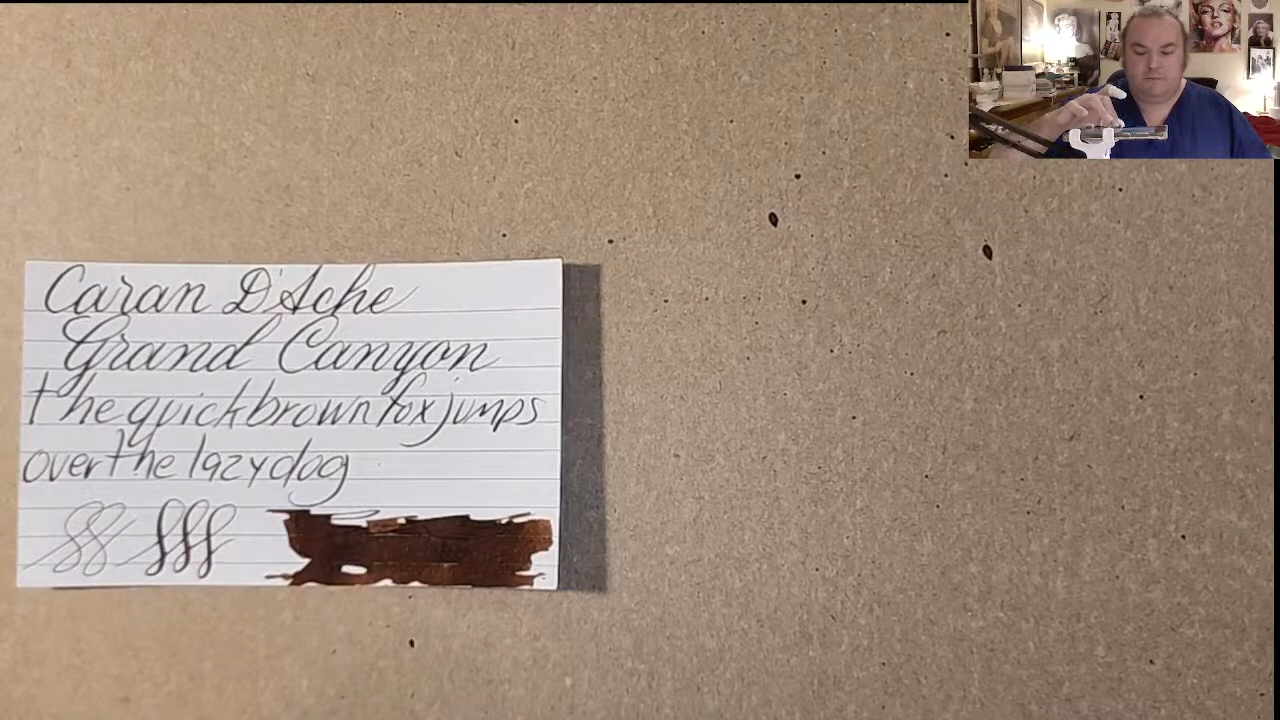 Caran D'Ache
Grand Canyon
the quick brown fox jumps
over the lazy dog